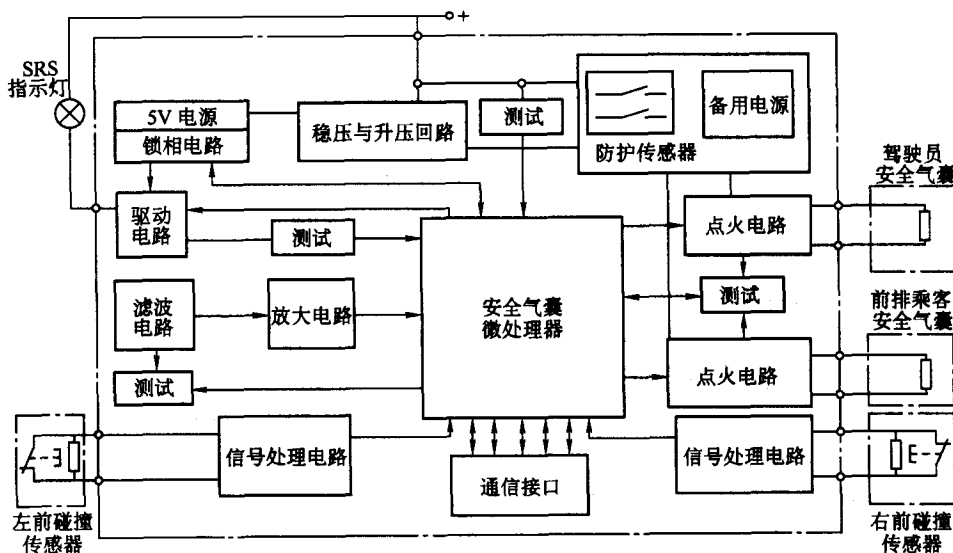 +
SRS
指示灯
5V 电源
锁相电路
稳压与升压回路
测试
备用电源
防护传感器
驾驶员
安全气囊
驱动
电路
测试
点火电路
滤波
电路
放大电路
安全气囊
微处理器
测试
前排乘客
安全气囊
测试
点火电路
信号处理电路
通信接口
信号处理电路
左前碰撞
传感器
右前碰撞
传感器